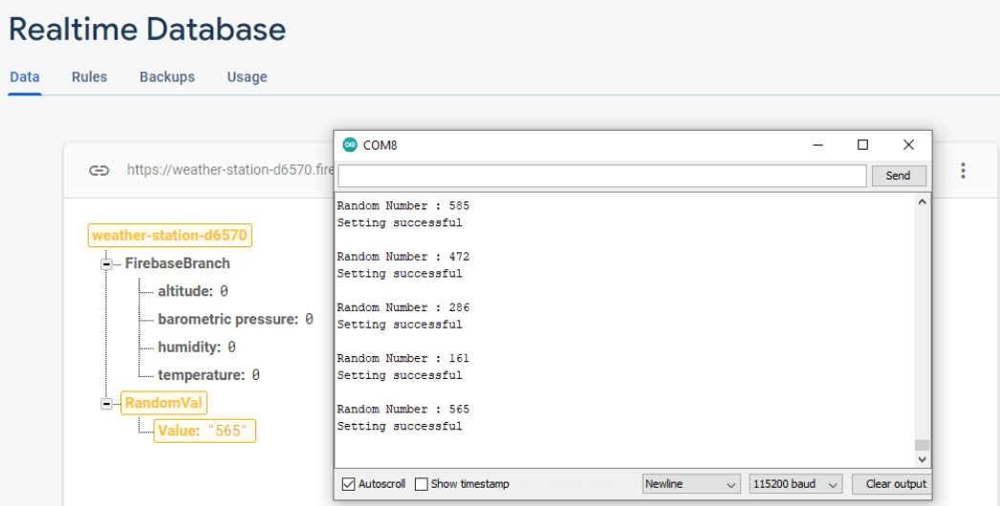 Realtime Database
Data Rules Backups Usage
https://weather-station-d6570.fire
weather-station-d6570
FirebaseBranch
altitude: 0
barometric pressure: 0
humidity: 0
temperature: 0
RandomVal
Value: "565"
COM8
Send
Random Number : 585
Setting successful
Random Number : 472
Setting successful
Random Number : 286
Setting successful
Random Number : 161
Setting successful
Random Number : 565
Setting successful
Autoscroll Show timestamp Newline 115200 baud Clear output